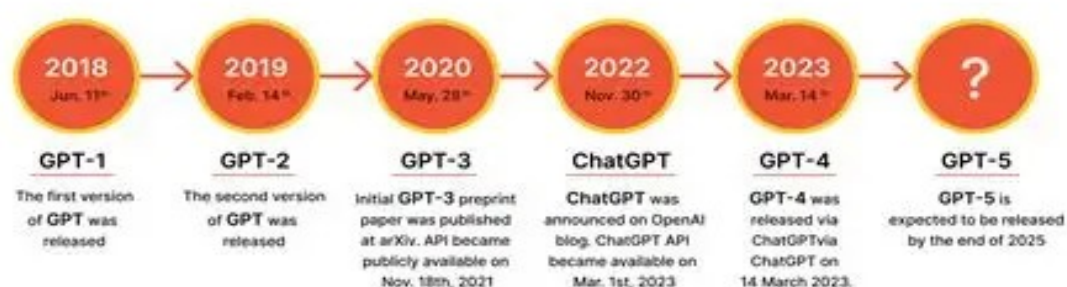 2018
Jun. 11th
2019
Feb. 14th
2020
May. 28th
2022
Nov. 30th
2023
Mar. 14th
?
GPT-1
The first version
of GPT was
released
GPT-2
The second version
of GPT was
released
GPT-3
Initial GPT-3 preprint
paper was published
at arXiv. API became
publicly available on
Nov. 18th, 2021
ChatGPT
ChatGPT was
announced on OpenAI
blog. ChatGPT API
became available on
Mar. 1st, 2023
GPT-4
GPT-4 was
released via
ChatGPTvia
ChatGPT on
14 March 2023.
GPT-5
GPT-5 is
expected to be released
by the end of 2025